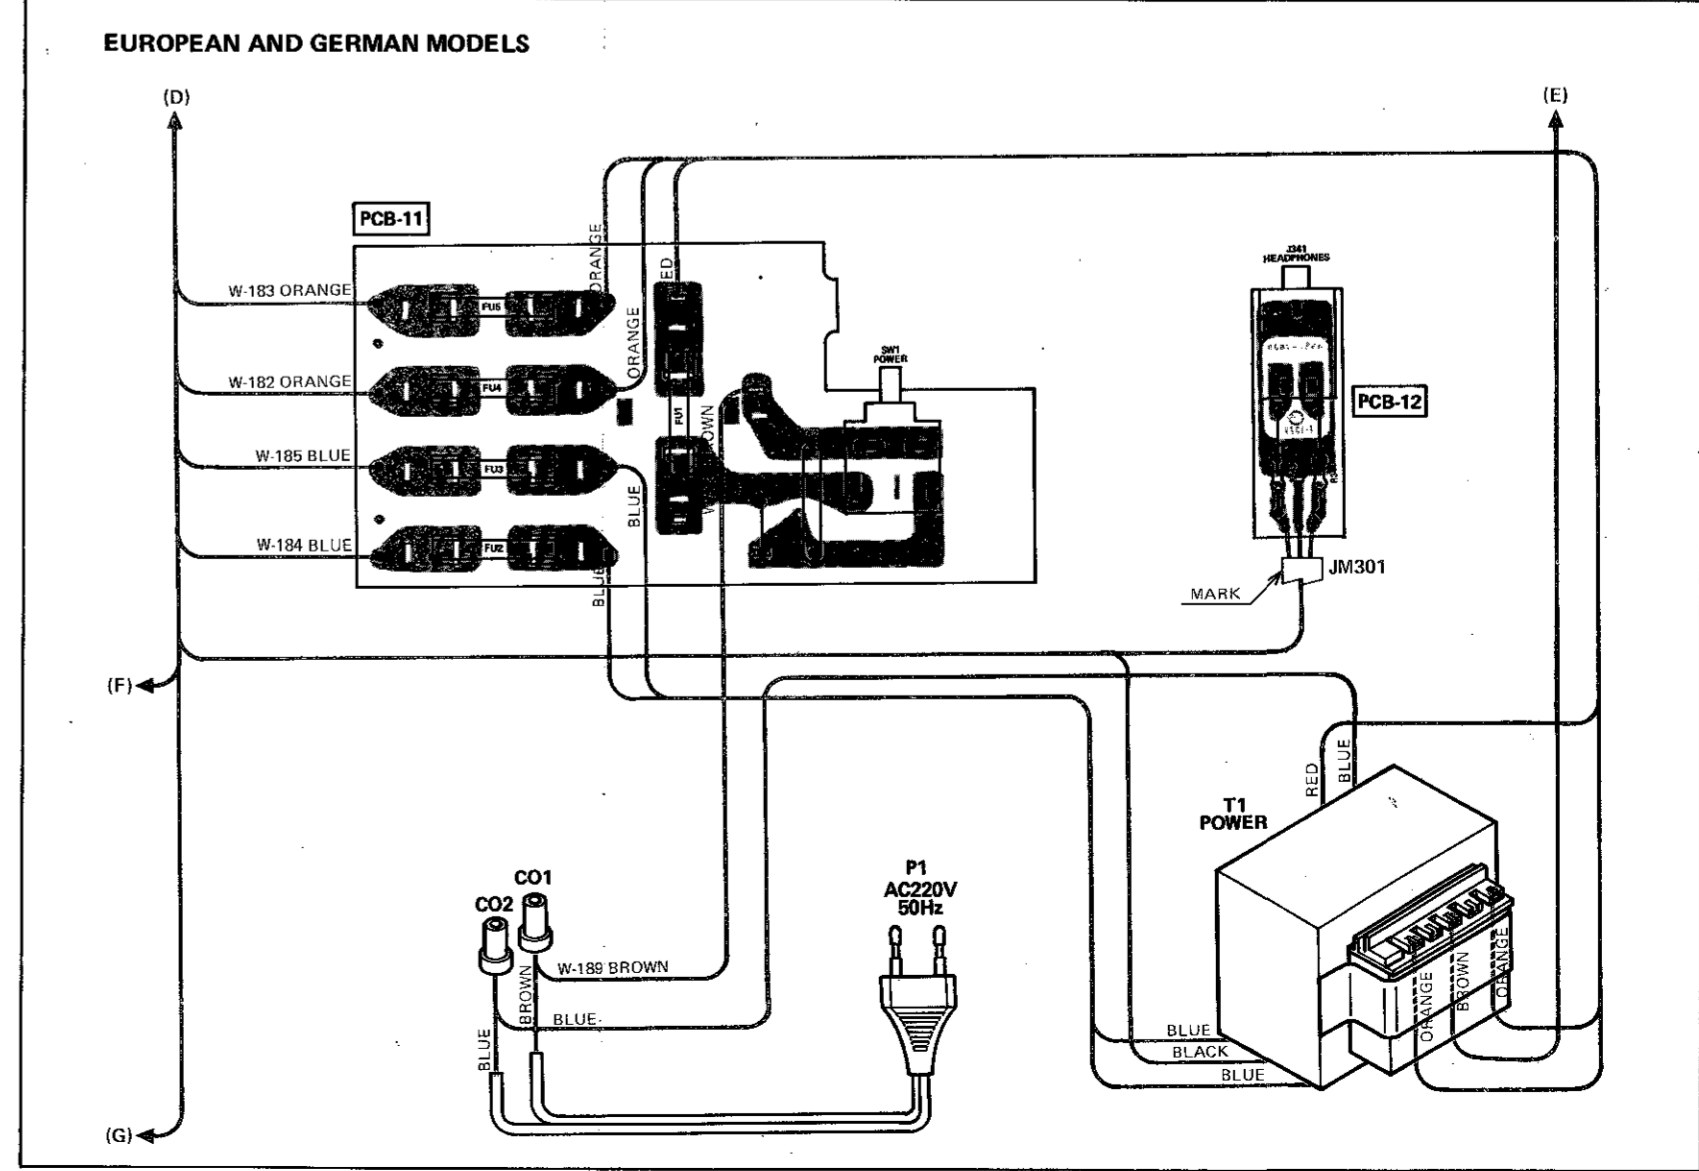 EUROPEAN AND GERMAN MODELS
(D)
(E)
PCB-11
ORANGE
ED
J341
HEADPHONES
W-183 ORANGE
FU5
ORANGE
SW1
POWER
W-182 ORANGE
FU4
FU1
OWN
PCB-12
W-185 BLUE
FU3
BLUE
W-184 BLUE
FU2
BLUE
JM301
MARK
(F)
RED
BLUE
T1
POWER
P1
AC220V
50Hz
CO1
CO2
W-189 BROWN
BROWN
BLUE
BLUE
ORANGE
BROWN
ORANGE
BLUE
BLACK
BLUE
(G)